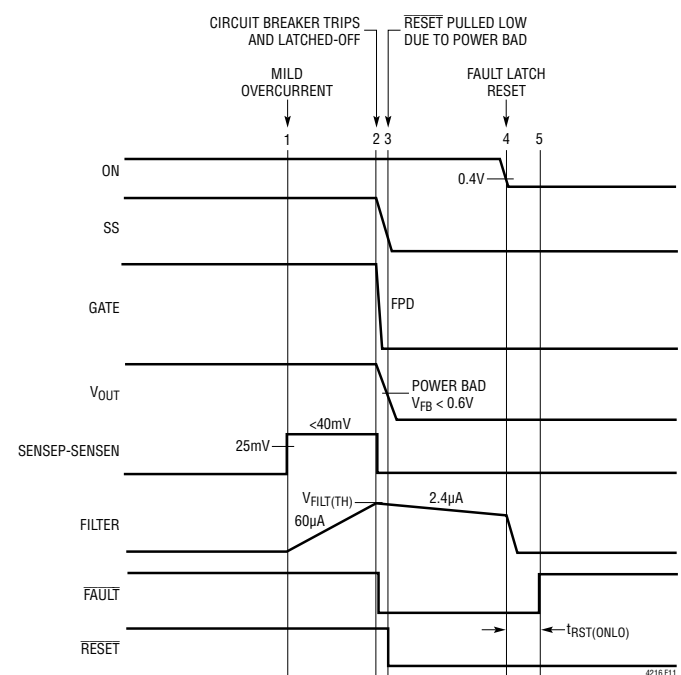 CIRCUIT BREAKER TRIPS
AND LATCHED-OFF
RESET PULLED LOW
DUE TO POWER BAD
MILD
OVERCURRENT
FAULT LATCH
RESET
1
2
3
4
5
ON
0.4V
SS
GATE
FPD
VOUT
POWER BAD
VFB < 0.6V
<40mV
SENSEP-SENSEN
25mV
VFILT(TH)
2.4µA
60µA
FILTER
FAULT
tRST(ONLO)
RESET
4216 F11